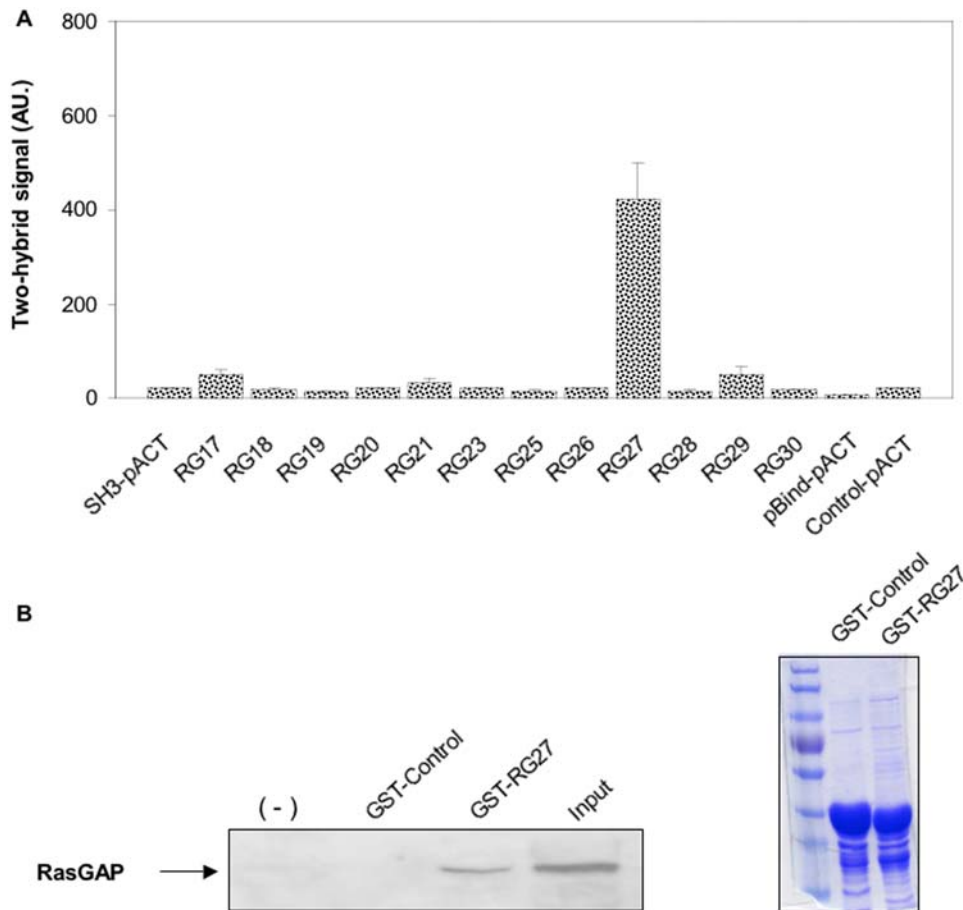 A
Two-hybrid signal (AU.)
800
600
400
200
0
SH3-pACT
RG17
RG18
RG19
RG20
RG21
RG23
RG25
RG26
RG27
RG28
RG29
RG30
pBind-pACT
Control-pACT
B
(-)
GST-Control
GST-RG27
Input
RasGAP
GST-Control
GST-RG27